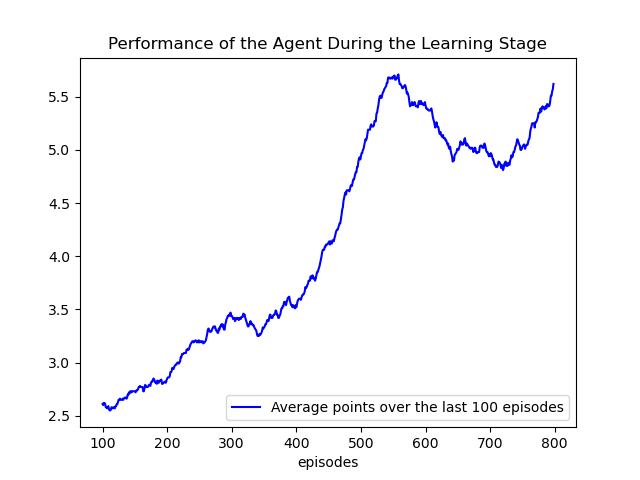 Performance of the Agent During the Learning Stage
5.5
5.0
4.5
4.0
3.5
3.0
2.5
Average points over the last 100 episodes
100 200 300 400 500 600 700 800
episodes